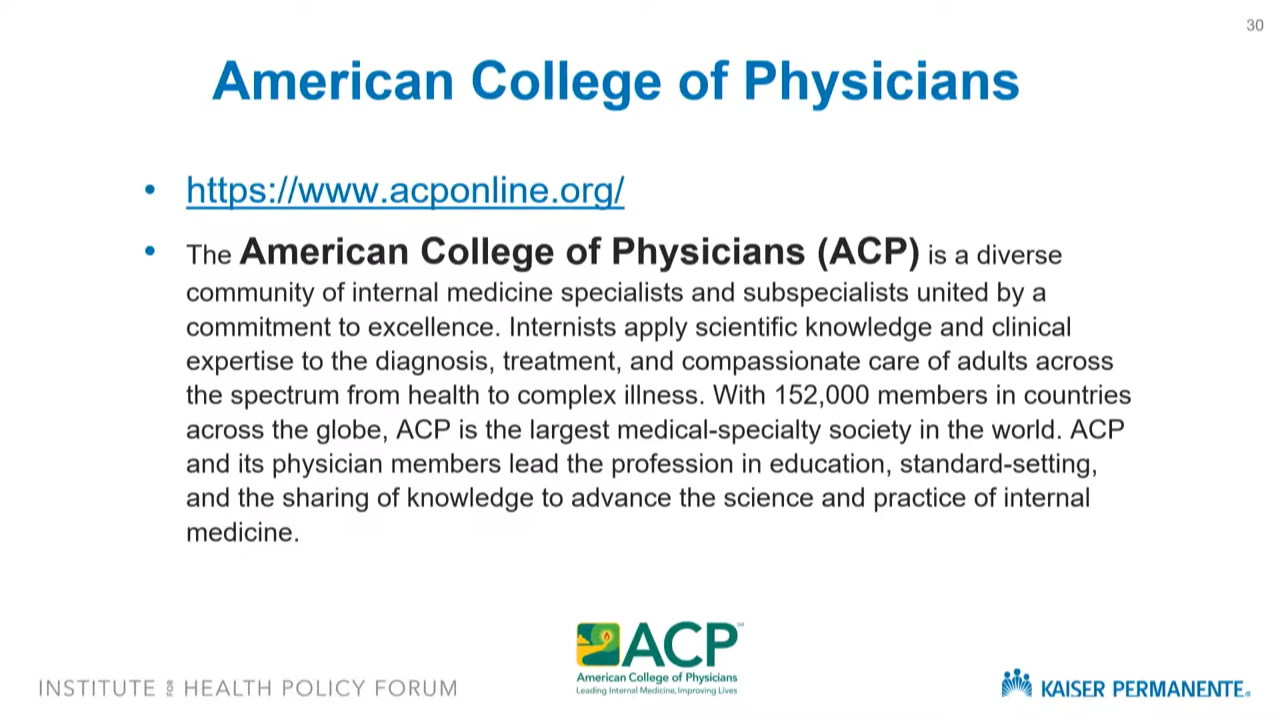 30
American College of Physicians
• https://www.acponline.org/
• The American College of Physicians (ACP) is a diverse
community of internal medicine specialists and subspecialists united by a
commitment to excellence. Internists apply scientific knowledge and clinical
expertise to the diagnosis, treatment, and compassionate care of adults across
the spectrum from health to complex illness. With 152,000 members in countries
across the globe, ACP is the largest medical-specialty society in the world. ACP
and its physician members lead the profession in education, standard-setting,
and the sharing of knowledge to advance the science and practice of internal
medicine.
ACP℠
American College of Physicians
Leading Internal Medicine, Improving Lives
INSTITUTE FOR HEALTH POLICY FORUM
KAISER PERMANENTE®